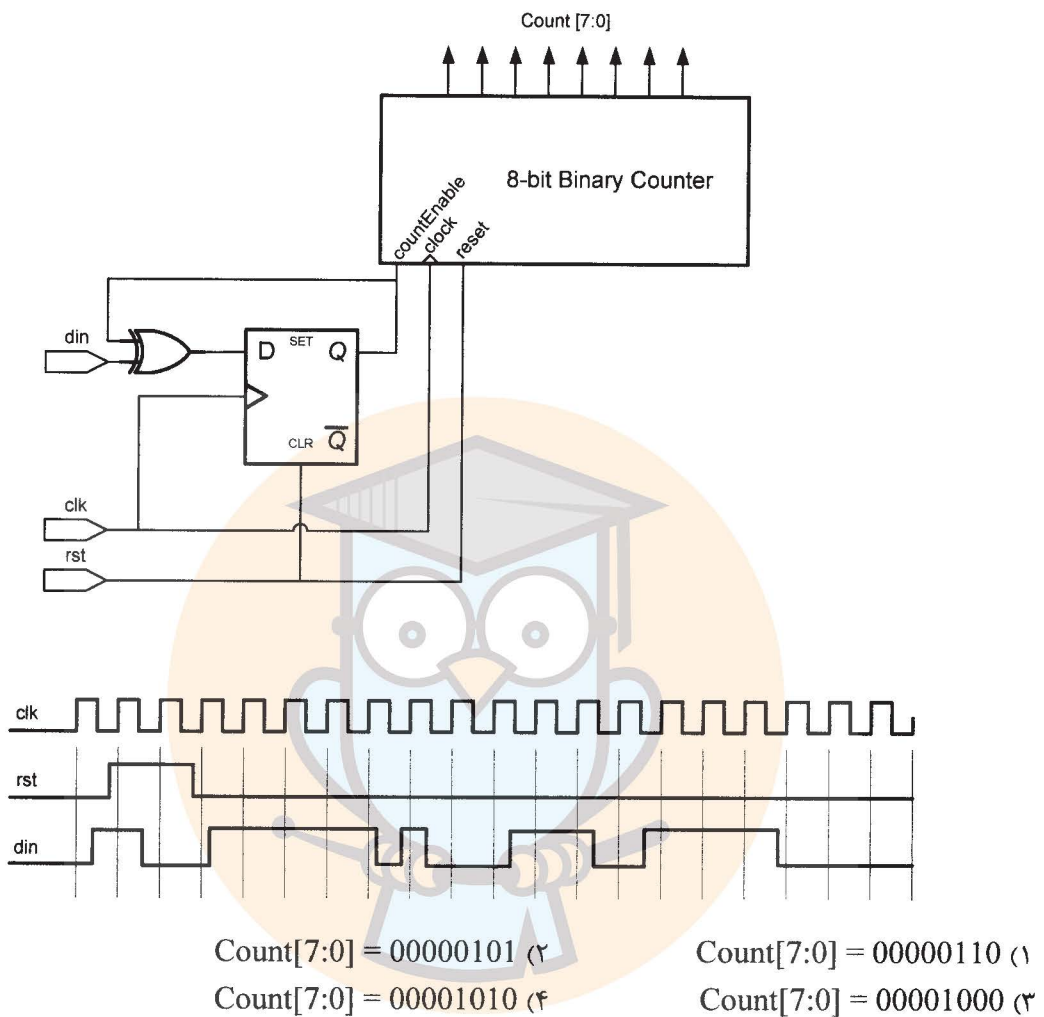 Count [7:0]
8-bit Binary Counter
countEnable
clock
reset
din
D SET Q
CLR Q̅
clk
rst
clk
rst
din
Count[7:0] = 00000110 (۱
Count[7:0] = 00000101 (۲
Count[7:0] = 00001000 (۳
Count[7:0] = 00001010 (۴